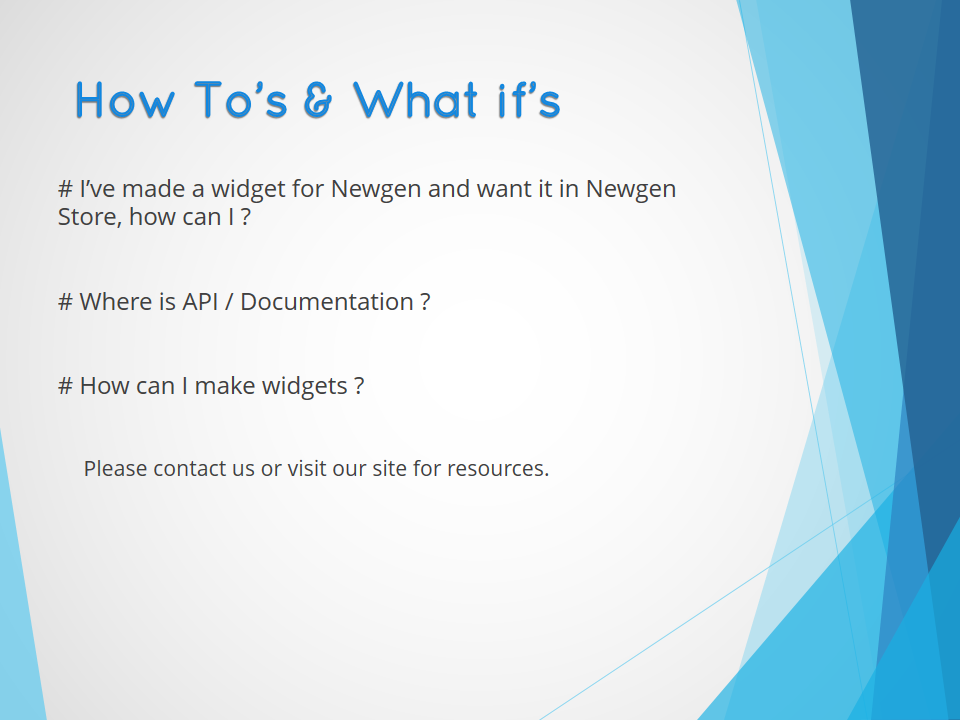 How To's & What if's
# I’ve made a widget for Newgen and want it in Newgen
Store, how can I ?
# Where is API / Documentation ?
# How can I make widgets ?
Please contact us or visit our site for resources.